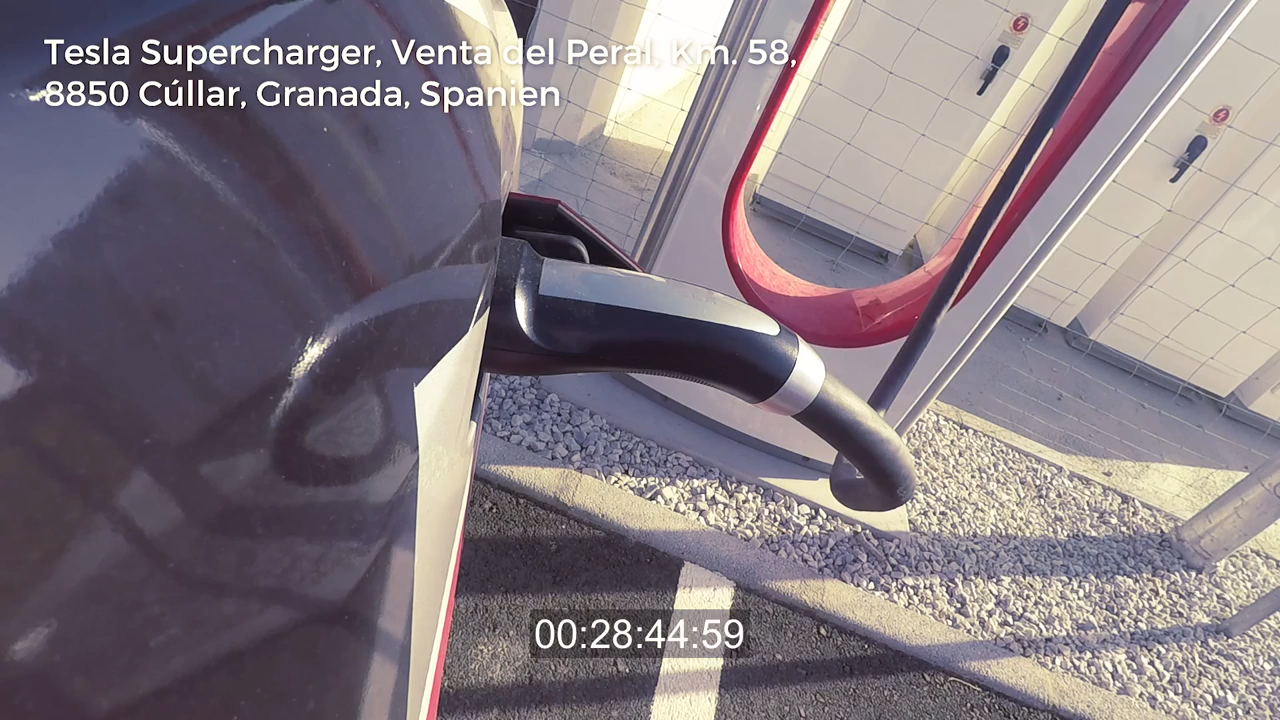 Tesla Supercharger, Venta del Peral, Km. 58,
8850 Cúllar, Granada, Spanien
00:28:44:59